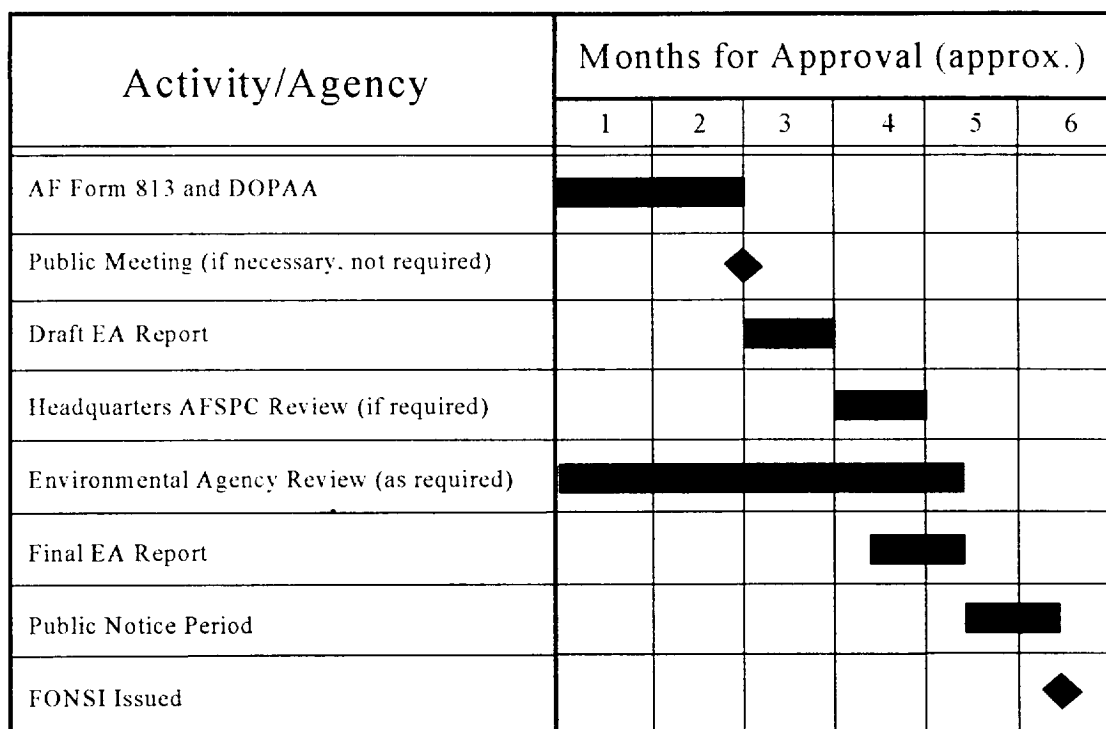 Activity/Agency
Months for Approval (approx.)
1 2 3 4 5 6
AF Form 813 and DOPAA
Public Meeting (if necessary, not required)
Draft EA Report
Headquarters AFSPC Review (if required)
Environmental Agency Review (as required)
Final EA Report
Public Notice Period
FONSI Issued